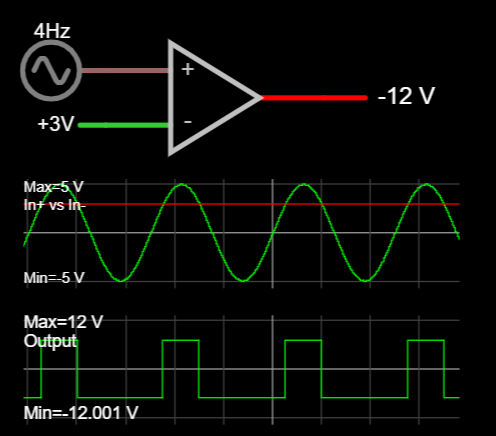 4Hz
+
-
+3V
-12 V
Max=5 V
In+ vs In-
Min=-5 V
Max=12 V
Output
Min=-12.001 V